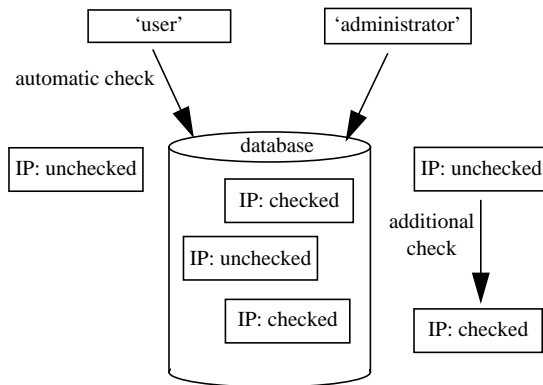 ‘user’
‘administrator’
automatic check
database
IP: unchecked
IP: unchecked
IP: checked
additional
check
IP: unchecked
IP: checked
IP: checked